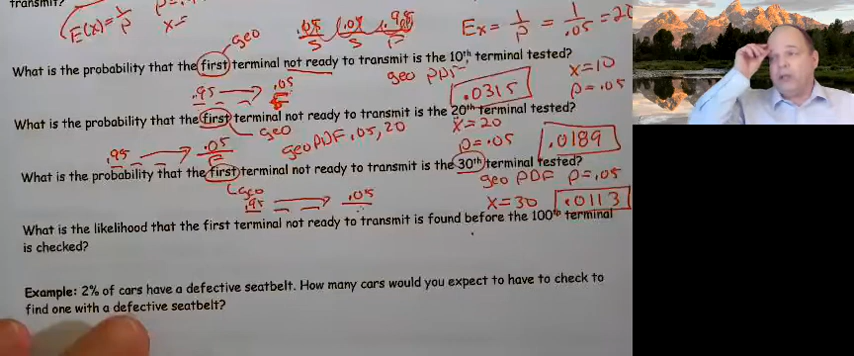 transmit?
E(x)=1/p
x=
.05 .05 .95
S S F
Ex = 1/p = 1/.05 = 20
geo
What is the probability that the first terminal not ready to transmit is the 10th terminal tested?
geo PDF
x=10
.95 → .05
.0315
p=.05
What is the probability that the first terminal not ready to transmit is the 20th terminal tested?
geo
geo PDF .05, 20
x=20
.95 → .05
p=.05
.0189
What is the probability that the first terminal not ready to transmit is the 30th terminal tested?
geo
geo PDF p=.05
.95 → .05
x=30
.0113
What is the likelihood that the first terminal not ready to transmit is found before the 100th terminal
is checked?
Example: 2% of cars have a defective seatbelt. How many cars would you expect to have to check to
find one with a defective seatbelt?